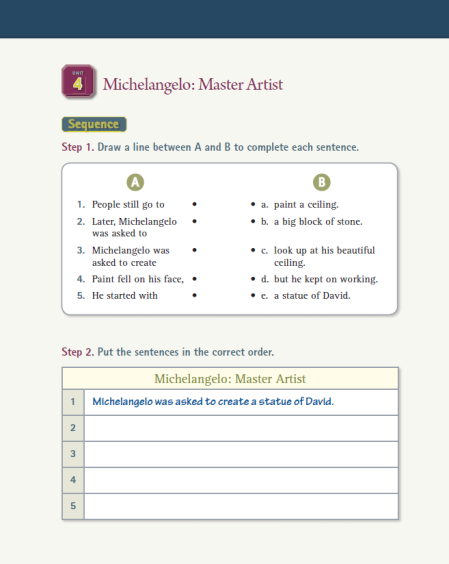 UNIT
4
Michelangelo: Master Artist
Sequence
Step 1. Draw a line between A and B to complete each sentence.
A
B
1. People still go to •
• a. paint a ceiling.
2. Later, Michelangelo •
was asked to
• b. a big block of stone.
3. Michelangelo was •
asked to create
• c. look up at his beautiful
ceiling.
4. Paint fell on his face, •
• d. but he kept on working.
5. He started with •
• e. a statue of David.
Step 2. Put the sentences in the correct order.
Michelangelo: Master Artist
1 Michelangelo was asked to create a statue of David.
2
3
4
5